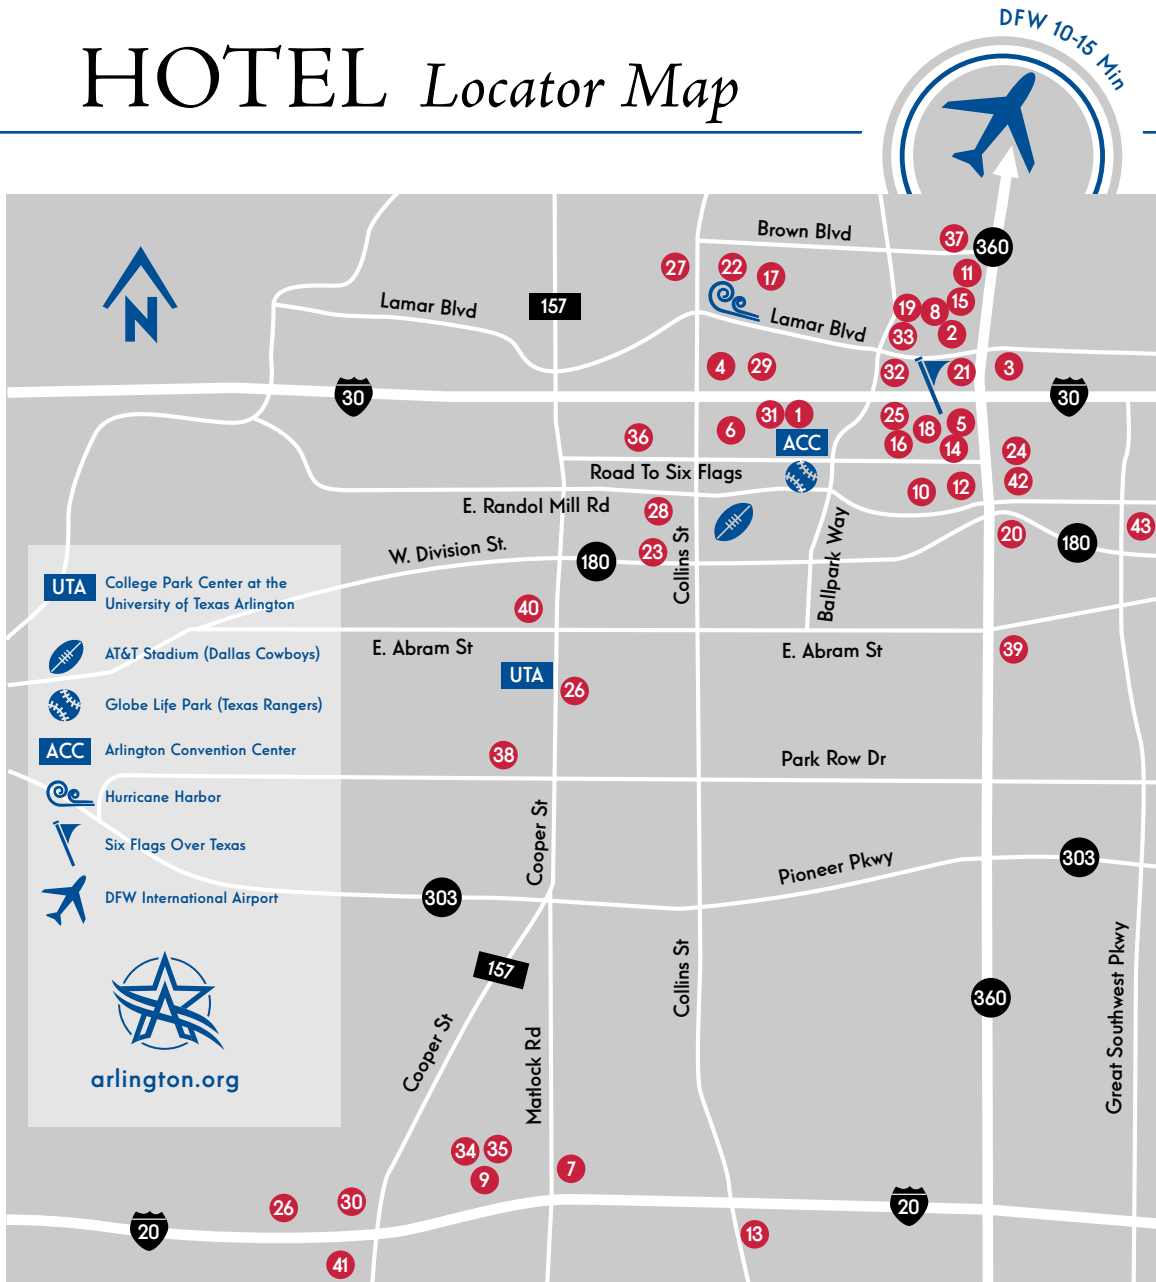 DFW 10-15 Min
HOTEL Locator Map
Brown Blvd
37
360
27
22
17
11
N
Lamar Blvd
157
19
8
15
Lamar Blvd
33
2
4
29
32
21
3
30
30
31
1
25
18
5
6
36
ACC
16
14
24
Road To Six Flags
42
10
12
E. Randol Mill Rd
28
Collins St
Ballpark Way
20
180
43
W. Division St.
180
23
UTA
College Park Center at the
University of Texas Arlington
40
E. Abram St
E. Abram St
39
AT&T Stadium (Dallas Cowboys)
UTA
26
Globe Life Park (Texas Rangers)
ACC
Arlington Convention Center
38
Park Row Dr
Hurricane Harbor
Cooper St
Six Flags Over Texas
Pioneer Pkwy
303
DFW International Airport
303
157
Collins St
360
Great Southwest Pkwy
Cooper St
Matlock Rd
arlington.org
34
35
9
7
26
30
20
20
13
41